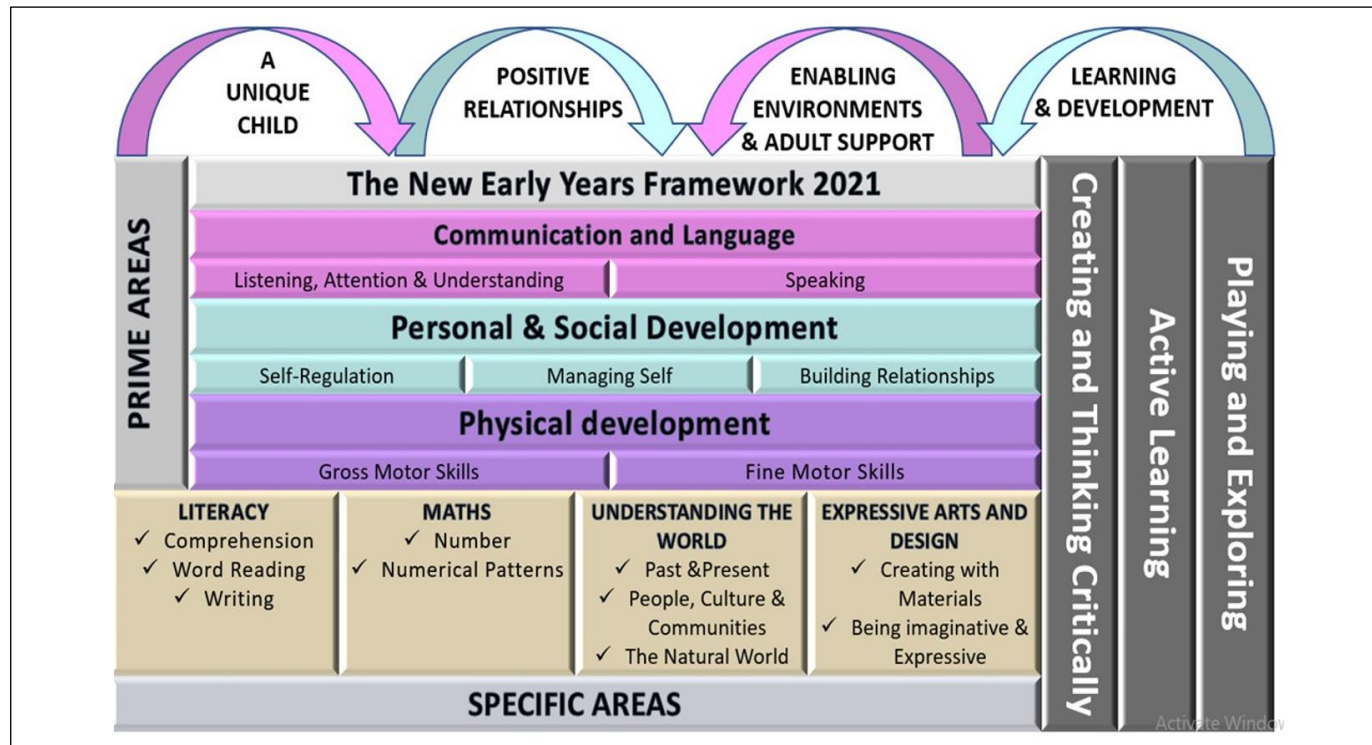 A
UNIQUE
CHILD
POSITIVE
RELATIONSHIPS
ENABLING
ENVIRONMENTS
& ADULT SUPPORT
LEARNING
& DEVELOPMENT
PRIME AREAS
The New Early Years Framework 2021
Communication and Language
Listening, Attention & Understanding
Speaking
Personal & Social Development
Self-Regulation
Managing Self
Building Relationships
Physical development
Gross Motor Skills
Fine Motor Skills
LITERACY
✓ Comprehension
✓ Word Reading
✓ Writing
MATHS
✓ Number
✓ Numerical Patterns
UNDERSTANDING THE
WORLD
✓ Past &Present
✓ People, Culture &
Communities
✓ The Natural World
EXPRESSIVE ARTS AND
DESIGN
✓ Creating with
Materials
✓ Being imaginative &
Expressive
SPECIFIC AREAS
Creating and Thinking Critically
Active Learning
Playing and Exploring
Activate Window